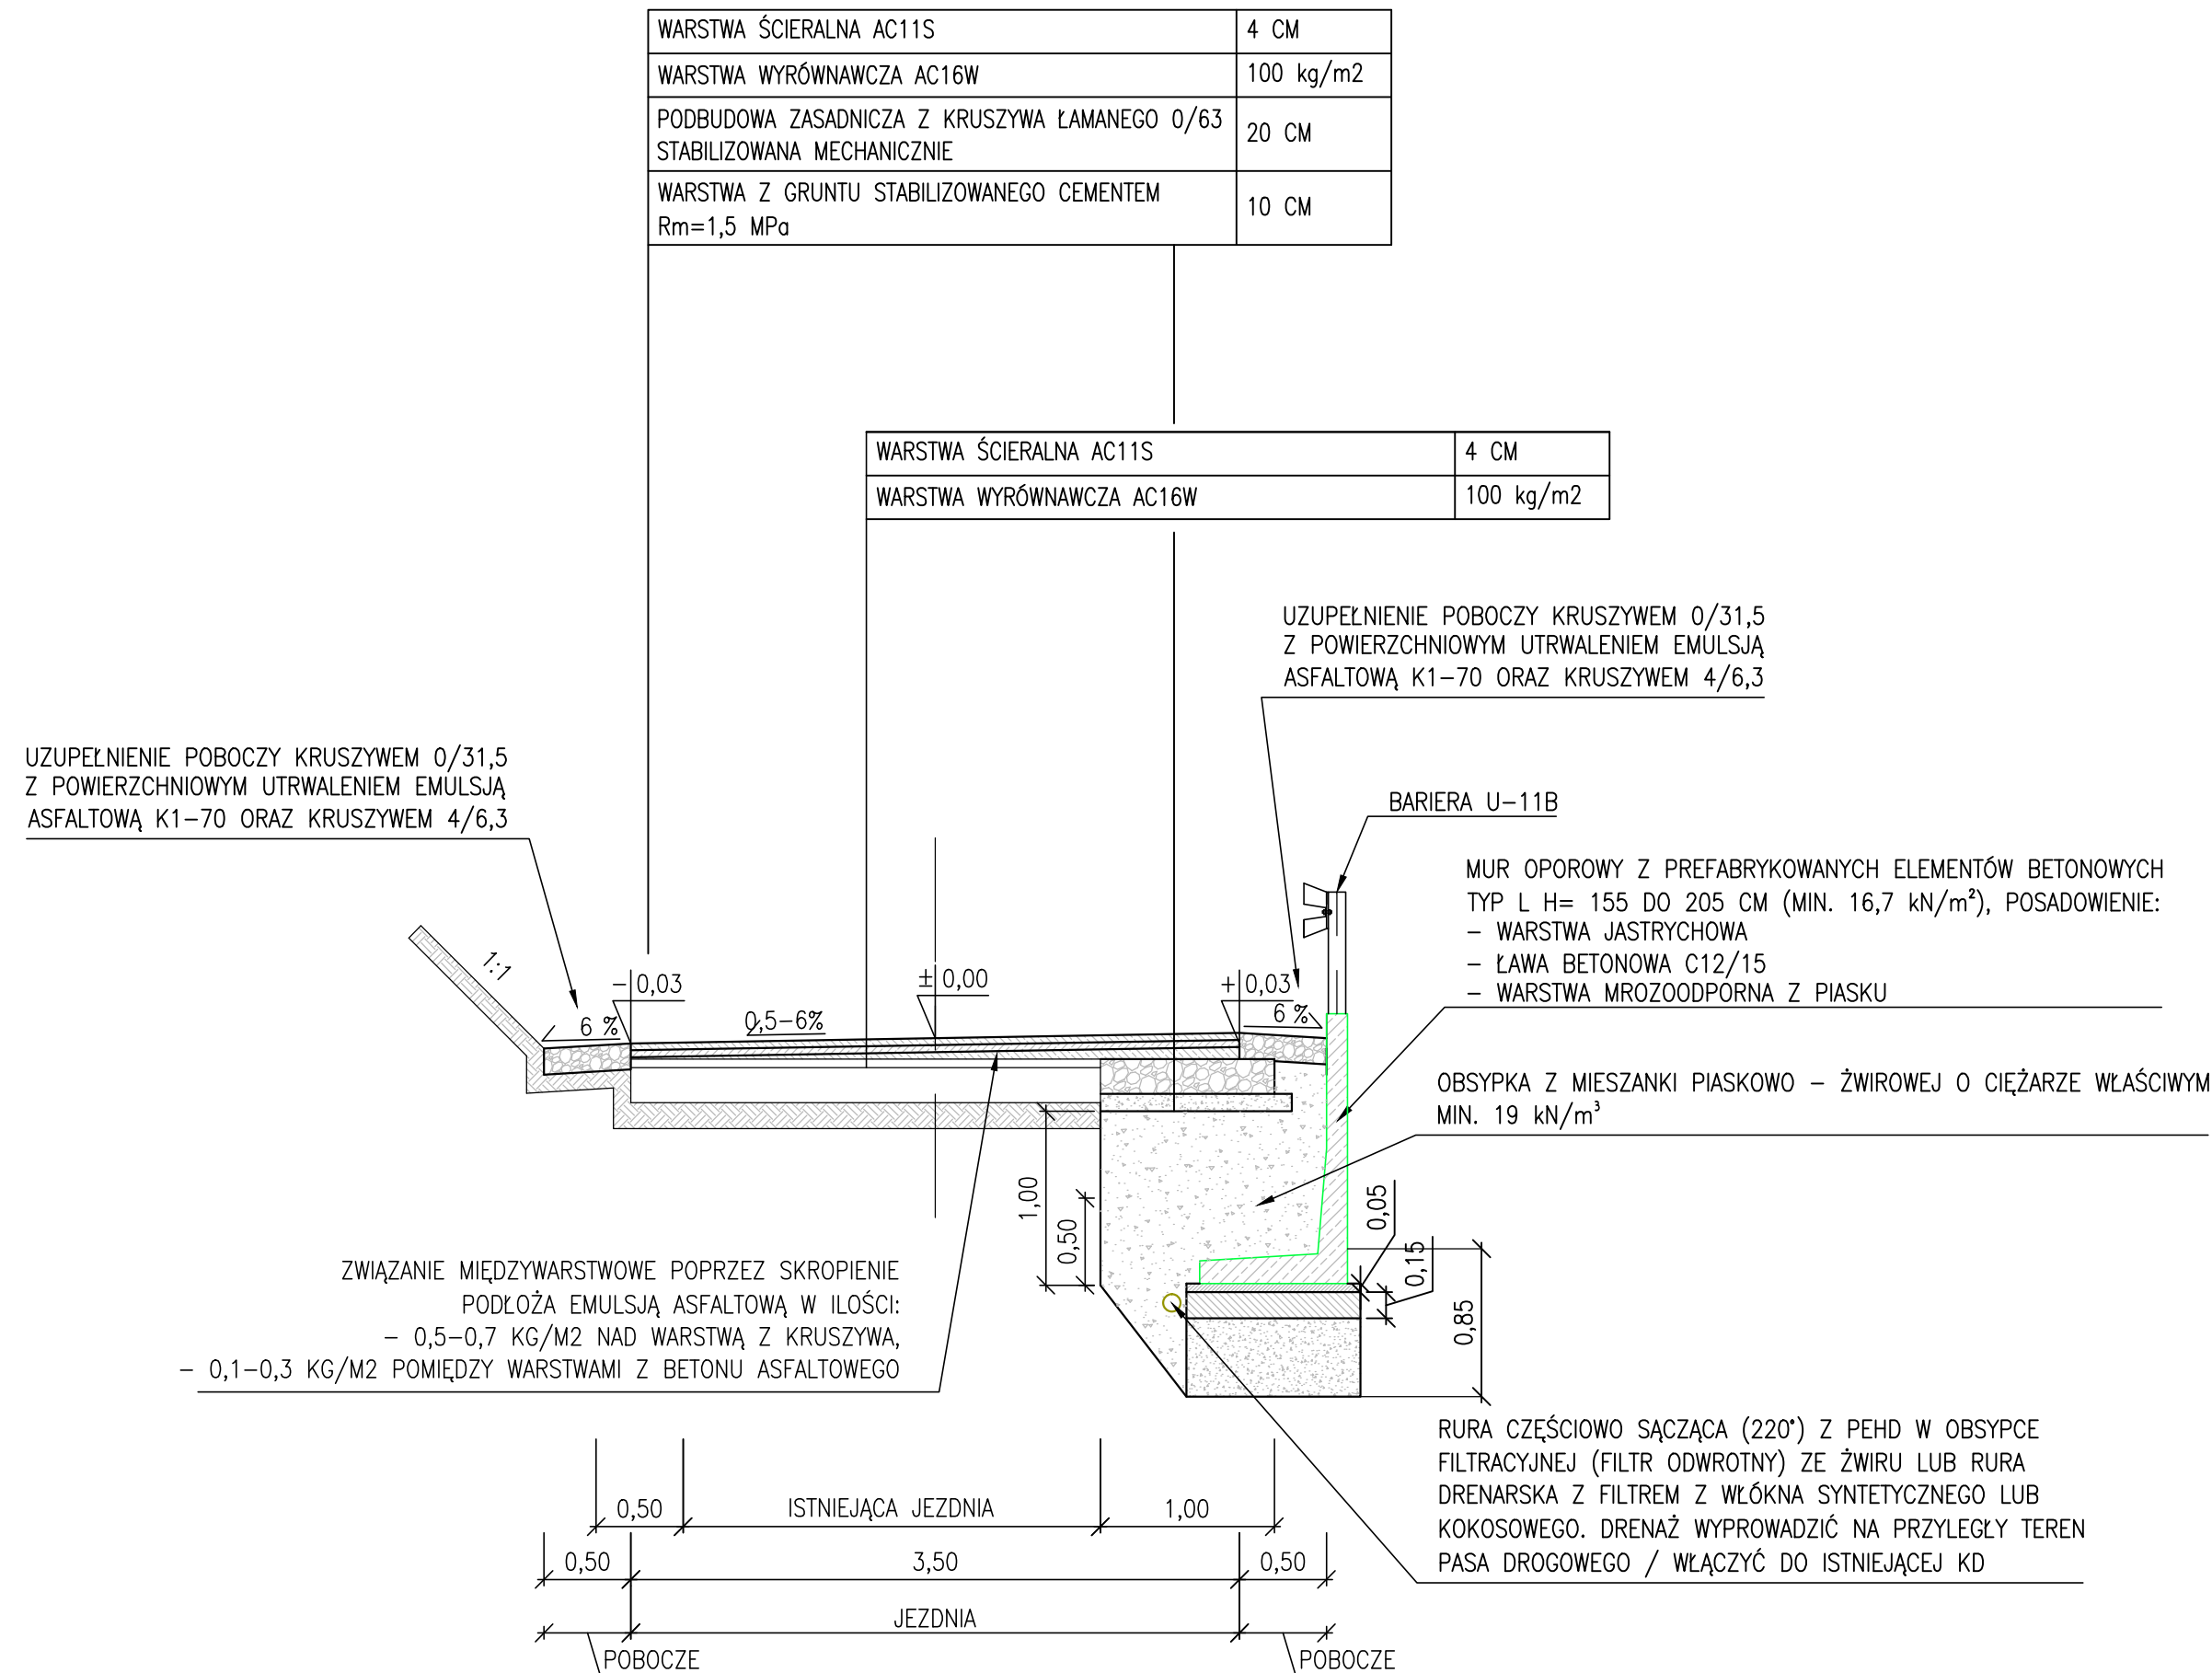 WARSTWA ŚCIERALNA AC11S 4 CM
WARSTWA WYRÓWNAWCZA AC16W 100 kg/m2
PODBUDOWA ZASADNICZA Z KRUSZYWA ŁAMANEGO 0/63
STABILIZOWANA MECHANICZNIE
20 CM
WARSTWA Z GRUNTU STABILIZOWANEGO CEMENTEM
Rm=1,5 MPa
10 CM
WARSTWA ŚCIERALNA AC11S 4 CM
WARSTWA WYRÓWNAWCZA AC16W 100 kg/m2
UZUPEŁNIENIE POBOCZY KRUSZYWEM 0/31,5
Z POWIERZCHNIOWYM UTRWALENIEM EMULSJĄ
ASFALTOWĄ K1-70 ORAZ KRUSZYWEM 4/6,3
UZUPEŁNIENIE POBOCZY KRUSZYWEM 0/31,5
Z POWIERZCHNIOWYM UTRWALENIEM EMULSJĄ
ASFALTOWĄ K1-70 ORAZ KRUSZYWEM 4/6,3
BARIERA U-11B
MUR OPOROWY Z PREFABRYKOWANYCH ELEMENTÓW BETONOWYCH
TYP L H= 155 DO 205 CM (MIN. 16,7 kN/m²), POSADOWIENIE:
- WARSTWA JASTRYCHOWA
- ŁAWA BETONOWA C12/15
- WARSTWA MROZOODPORNA Z PIASKU
1:1
-0,03
±0,00
+0,03
6 %
0,5-6%
6 %
OBSYPKA Z MIESZANKI PIASKOWO - ŻWIROWEJ O CIĘŻARZE WŁAŚCIWYM
MIN. 19 kN/m³
1,00
0,50
0,05
0,15
0,85
ZWIĄZANIE MIĘDZYWARSTWOWE POPRZEZ SKROPIENIE
PODŁOŻA EMULSJĄ ASFALTOWĄ W ILOŚCI:
- 0,5-0,7 KG/M2 NAD WARSTWĄ Z KRUSZYWA,
- 0,1-0,3 KG/M2 POMIĘDZY WARSTWAMI Z BETONU ASFALTOWEGO
RURA CZĘŚCIOWO SĄCZĄCA (220°) Z PEHD W OBSYPCE
FILTRACYJNEJ (FILTR ODWROTNY) ZE ŻWIRU LUB RURA
DRENARSKA Z FILTREM Z WŁÓKNA SYNTETYCZNEGO LUB
KOKOSOWEGO. DRENAŻ WYPROWADZIĆ NA PRZYLEGŁY TEREN
PASA DROGOWEGO / WŁĄCZYĆ DO ISTNIEJĄCEJ KD
0,50 ISTNIEJĄCA JEZDNIA 1,00
0,50 3,50 0,50
JEZDNIA
POBOCZE POBOCZE